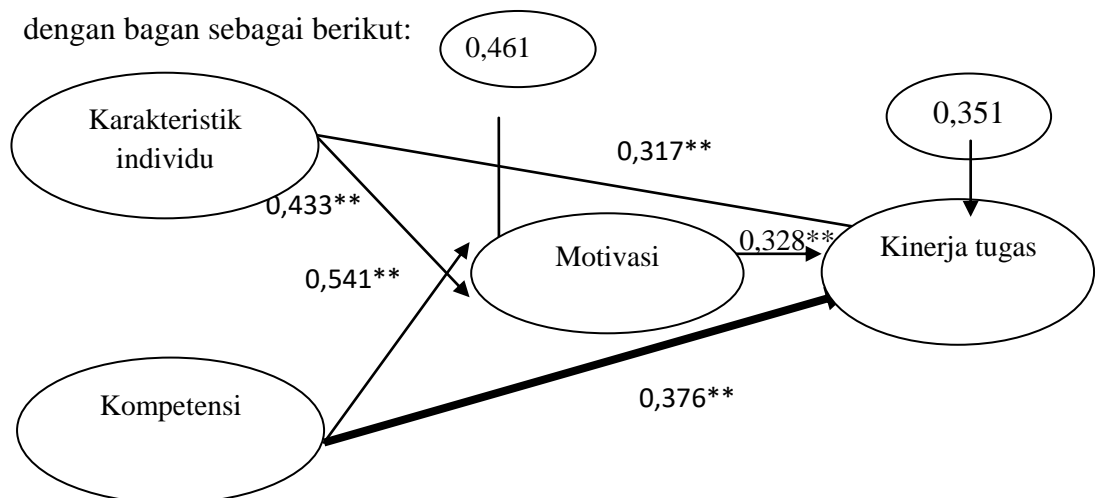 dengan bagan sebagai berikut:
0,461
Karakteristik
individu
0,351
0,317**
0,433**
0,328**
Motivasi
Kinerja tugas
0,541**
Kompetensi
0,376**